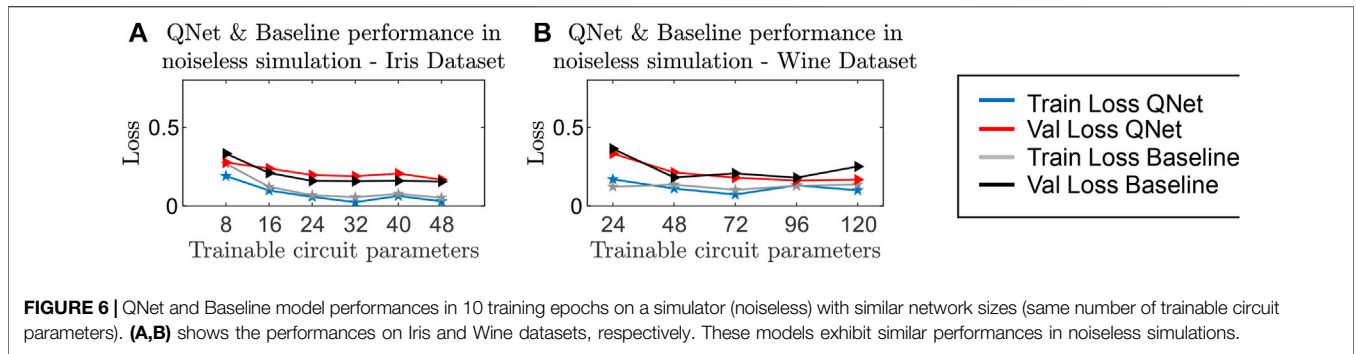 A QNet & Baseline performance in
noiseless simulation - Iris Dataset
0.5
0
Loss
8 16 24 32 40 48
Trainable circuit parameters
B QNet & Baseline performance in
noiseless simulation - Wine Dataset
0.5
0
Loss
24 48 72 96 120
Trainable circuit parameters
Train Loss QNet
Val Loss QNet
Train Loss Baseline
Val Loss Baseline
FIGURE 6 | QNet and Baseline model performances in 10 training epochs on a simulator (noiseless) with similar network sizes (same number of trainable circuit
parameters). (A,B) shows the performances on Iris and Wine datasets, respectively. These models exhibit similar performances in noiseless simulations.